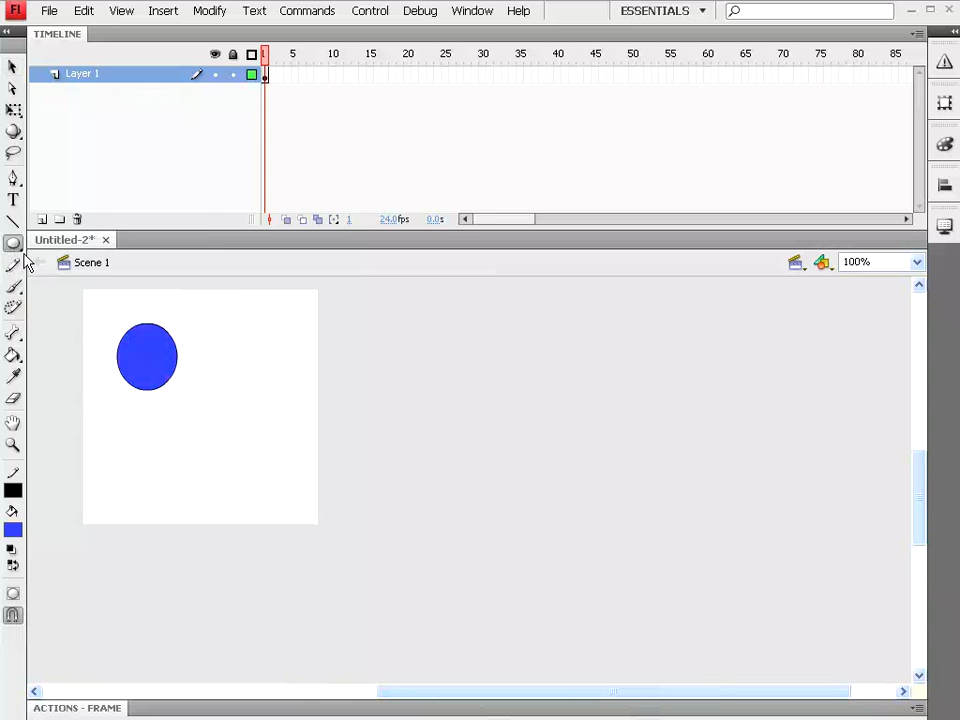 Fl File Edit View Insert Modify Text Commands Control Debug Window Help ESSENTIALS
TIMELINE
1 5 10 15 20 25 30 35 40 45 50 55 60 65 70 75 80 85
Layer 1
1 24.0fps 0.0s
Untitled-2*
Scene 1 100%
T
ACTIONS - FRAME